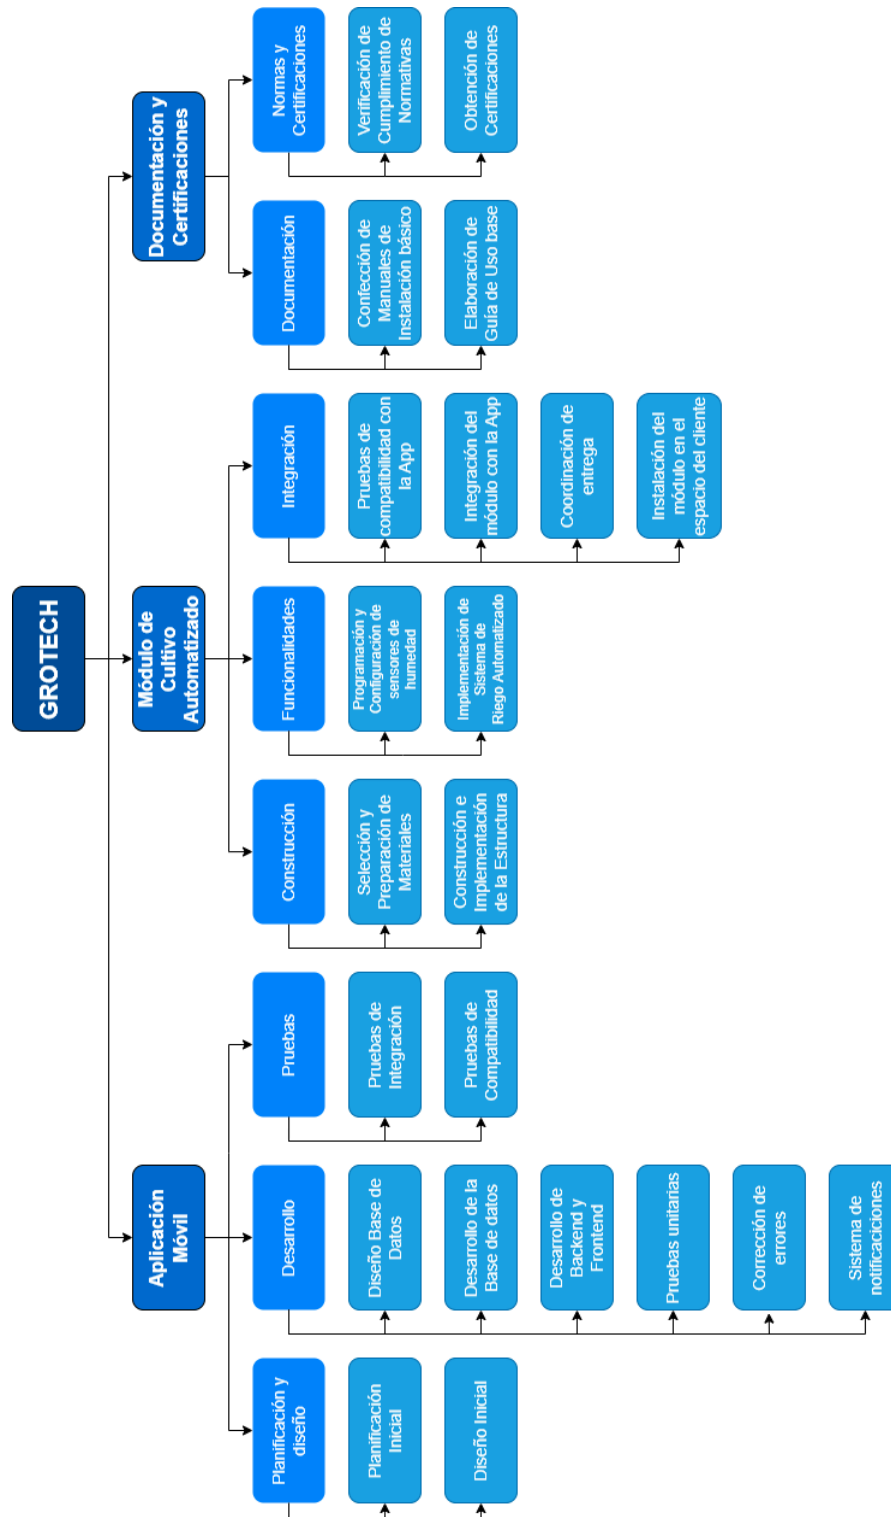 GROTECH
Aplicación
Móvil
Módulo de
Cultivo
Automatizado
Documentación y
Certificaciones
Planificación y
diseño
Planificación
Inicial
Diseño Inicial
Desarrollo
Diseño Base de
Datos
Desarrollo de la
Base de datos
Desarrollo de
Backend y
Frontend
Pruebas unitarias
Corrección de
errores
Sistema de
notificaciciones
Pruebas
Pruebas de
Integración
Pruebas de
Compatibilidad
Construcción
Selección y
Preparación de
Materiales
Construcción e
Implementación
de la Estructura
Funcionalidades
Programación y
Configuración de
sensores de
humedad
Implementación de
Sistema de
Riego Automatizado
Integración
Pruebas de
compatibilidad con
la App
Integración del
módulo con la App
Coordinación de
entrega
Instalación del
módulo en el
espacio del cliente
Documentación
Confección de
Manuales de
Instalación básico
Elaboración de
Guía de Uso base
Normas y
Certificaciones
Verificación de
Cumplimiento de
Normativas
Obtención de
Certificaciones